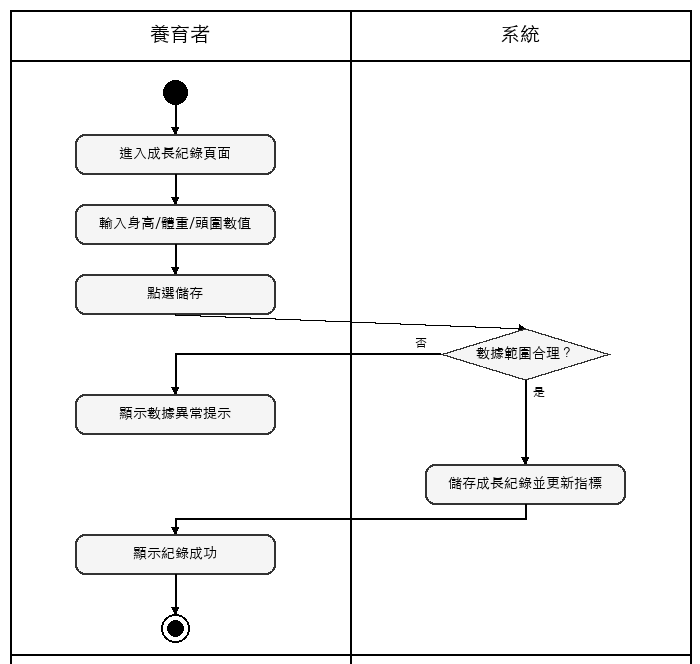 養育者
系統
進入成長紀錄頁面
輸入身高/體重/頭圍數值
點選儲存
數據範圍合理？
否
是
顯示數據異常提示
儲存成長紀錄並更新指標
顯示紀錄成功